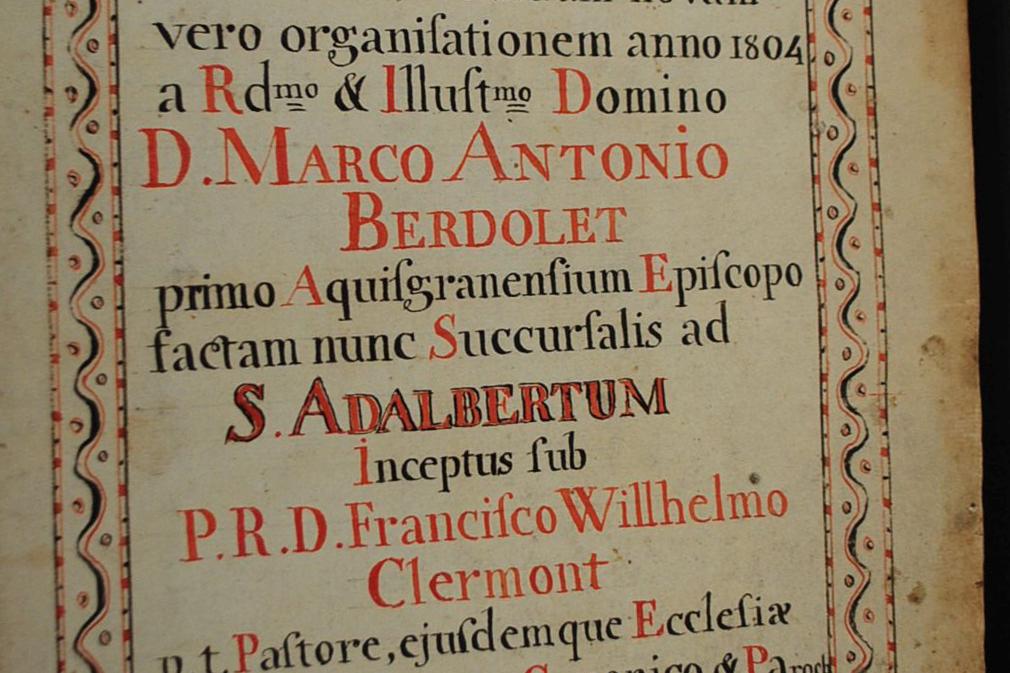 vero organiſationem anno 1804
a Rdmo & Illuſtmo Domino
D. MARCO ANTONIO
BERDOLET
primo Aquiſgranenſium Epiſcopo
factam nunc Succurſalis ad
S. ADALBERTUM
Inceptus ſub
P.R.D. Franciſco Willhelmo
Clermont
p. t. Paſtore, ejuſdemque Eccleſiæ
& Paroch